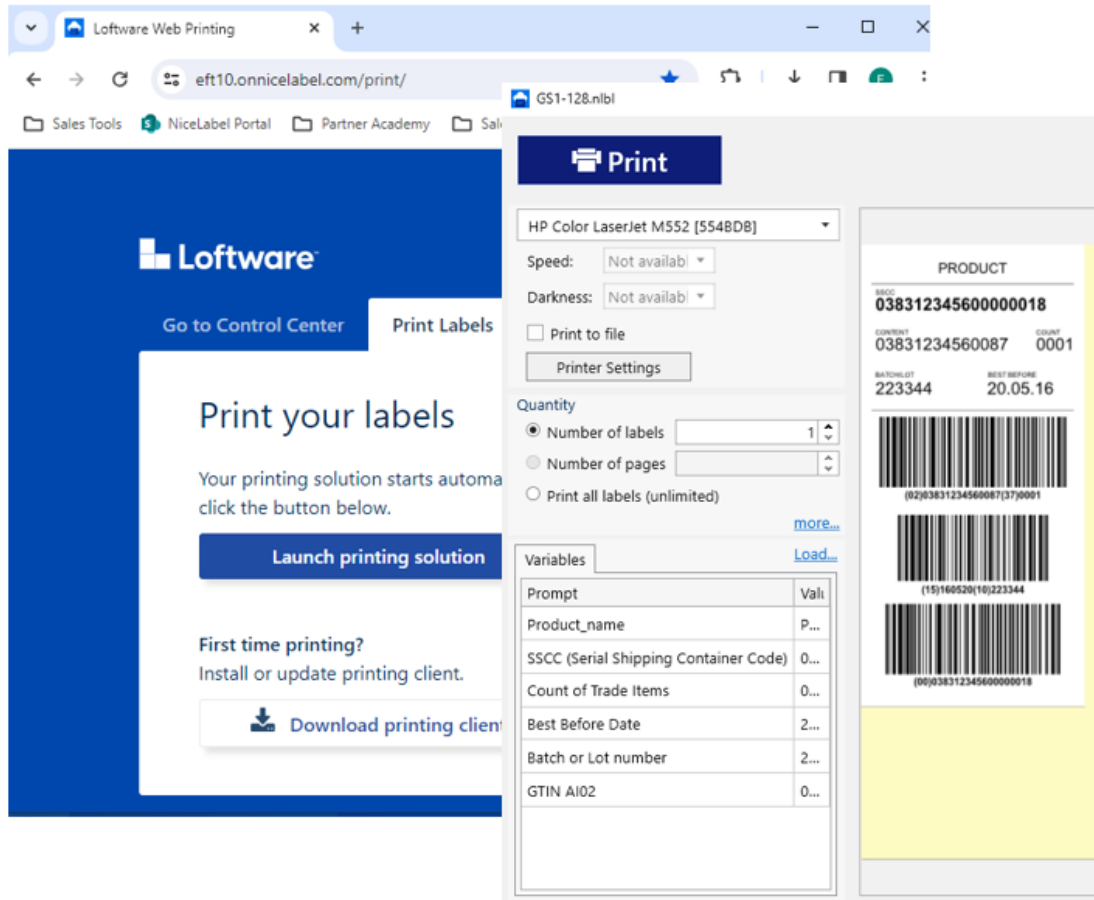 Loftware Web Printing
eft10.onnicelabel.com/print/
Sales Tools
NiceLabel Portal
Partner Academy
Loftware
Go to Control Center
Print Labels
Print your labels
Your printing solution starts
click the button below.
Launch printing solution
First time printing?
Install or update printing client.
Download printing client
GS1-128.nlbl
Print
HP Color LaserJet M552 [554BDB]
Speed: Not availabl
Darkness: Not availabl
Print to file
Printer Settings
Quantity
Number of labels 1
Number of pages
Print all labels (unlimited)
more...
Variables Load...
Prompt
Product_name P...
SSCC (Serial Shipping Container Code) 0...
Count of Trade Items 0...
Best Before Date 2...
Batch or Lot number 2...
GTIN AI02 0...
PRODUCT
SSCC
038312345600000018
CONTENT COUNT
03831234560087 0001
BATCH/LOT BEST BEFORE
223344 20.05.16
(02)03831234560087(37)0001
(15)160520(10)223344
(00)038312345600000018